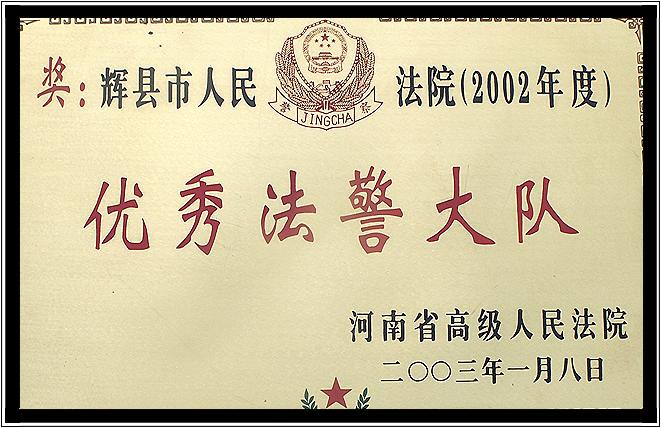 奖：辉县市人民法院(2002年度)
警 JINGCHA 察
优秀法警大队
河南省高级人民法院
二〇〇三年一月八日